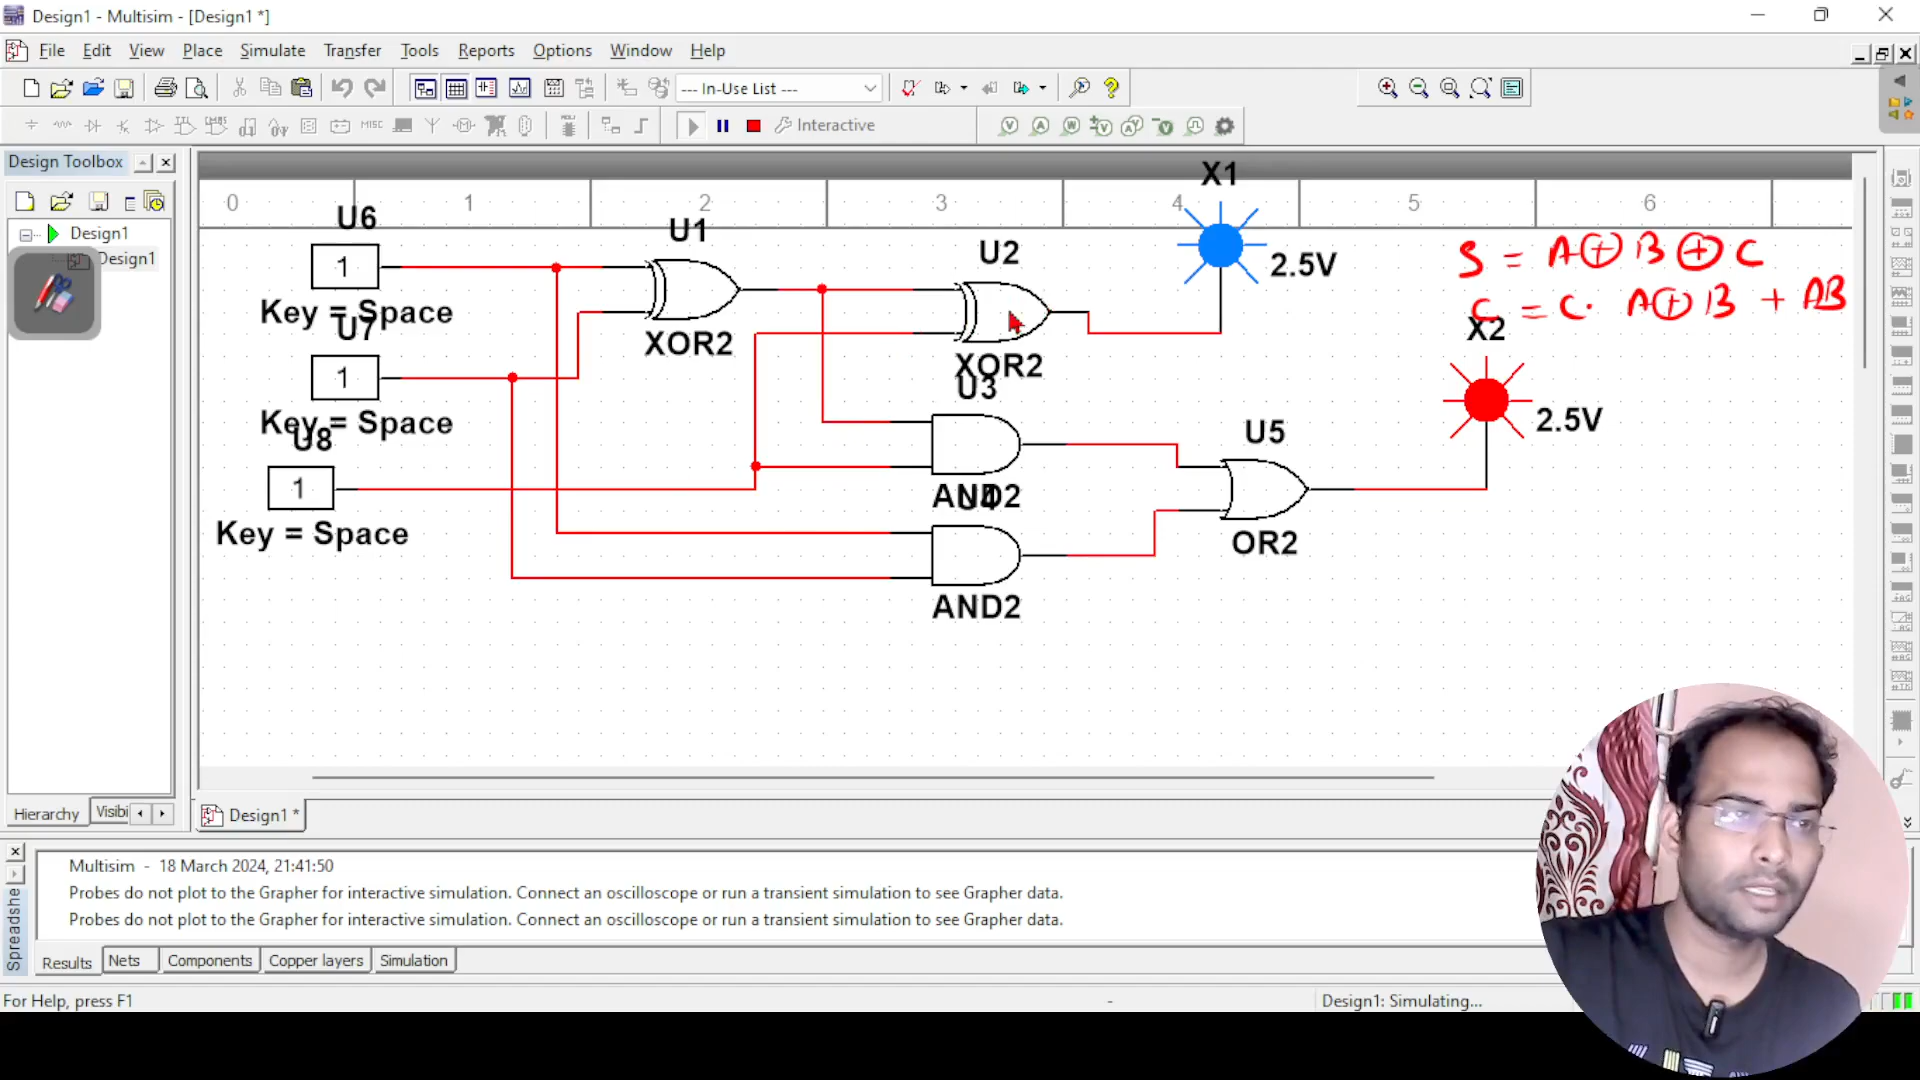 Design1 - Multisim - [Design1 *]
File Edit View Place Simulate Transfer Tools Reports Options Window Help
--- In-Use List ---
MISC Interactive
Design Toolbox
Design1
Design1
0 1 2 3 4 5 6
X1
U6
1
Key = Space
U7
1
Key = Space
U8
1
Key = Space
U1
XOR2
U2
XOR2
U3
AND2
U4
AND2
U5
OR2
2.5V
X2
2.5V
S = A⊕B⊕C
C = C· A⊕B + AB
Hierarchy Visibi
Design1 *
Multisim - 18 March 2024, 21:41:50
Probes do not plot to the Grapher for interactive simulation. Connect an oscilloscope or run a transient simulation to see Grapher data.
Probes do not plot to the Grapher for interactive simulation. Connect an oscilloscope or run a transient simulation to see Grapher data.
Spreadshe
Results Nets Components Copper layers Simulation
For Help, press F1
-
Design1: Simulating...